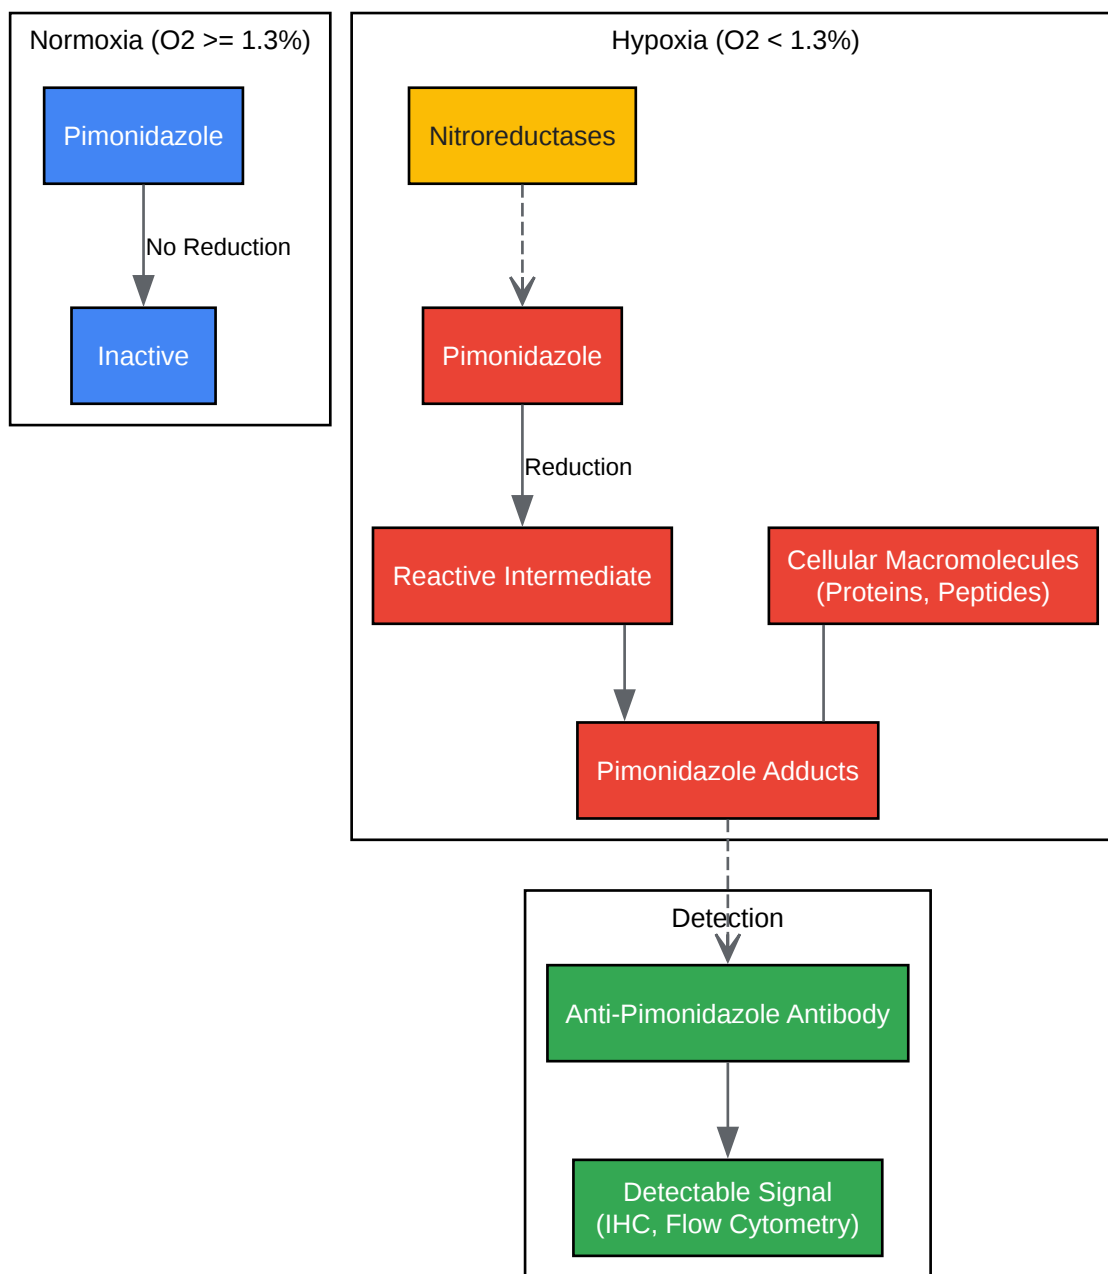 Normoxia (O2 >= 1.3%)
Pimonidazole
No Reduction
Inactive
Hypoxia (O2 < 1.3%)
Nitroreductases
Pimonidazole
Reduction
Reactive Intermediate
Cellular Macromolecules
(Proteins, Peptides)
Pimonidazole Adducts
Detection
Anti-Pimonidazole Antibody
Detectable Signal
(IHC, Flow Cytometry)